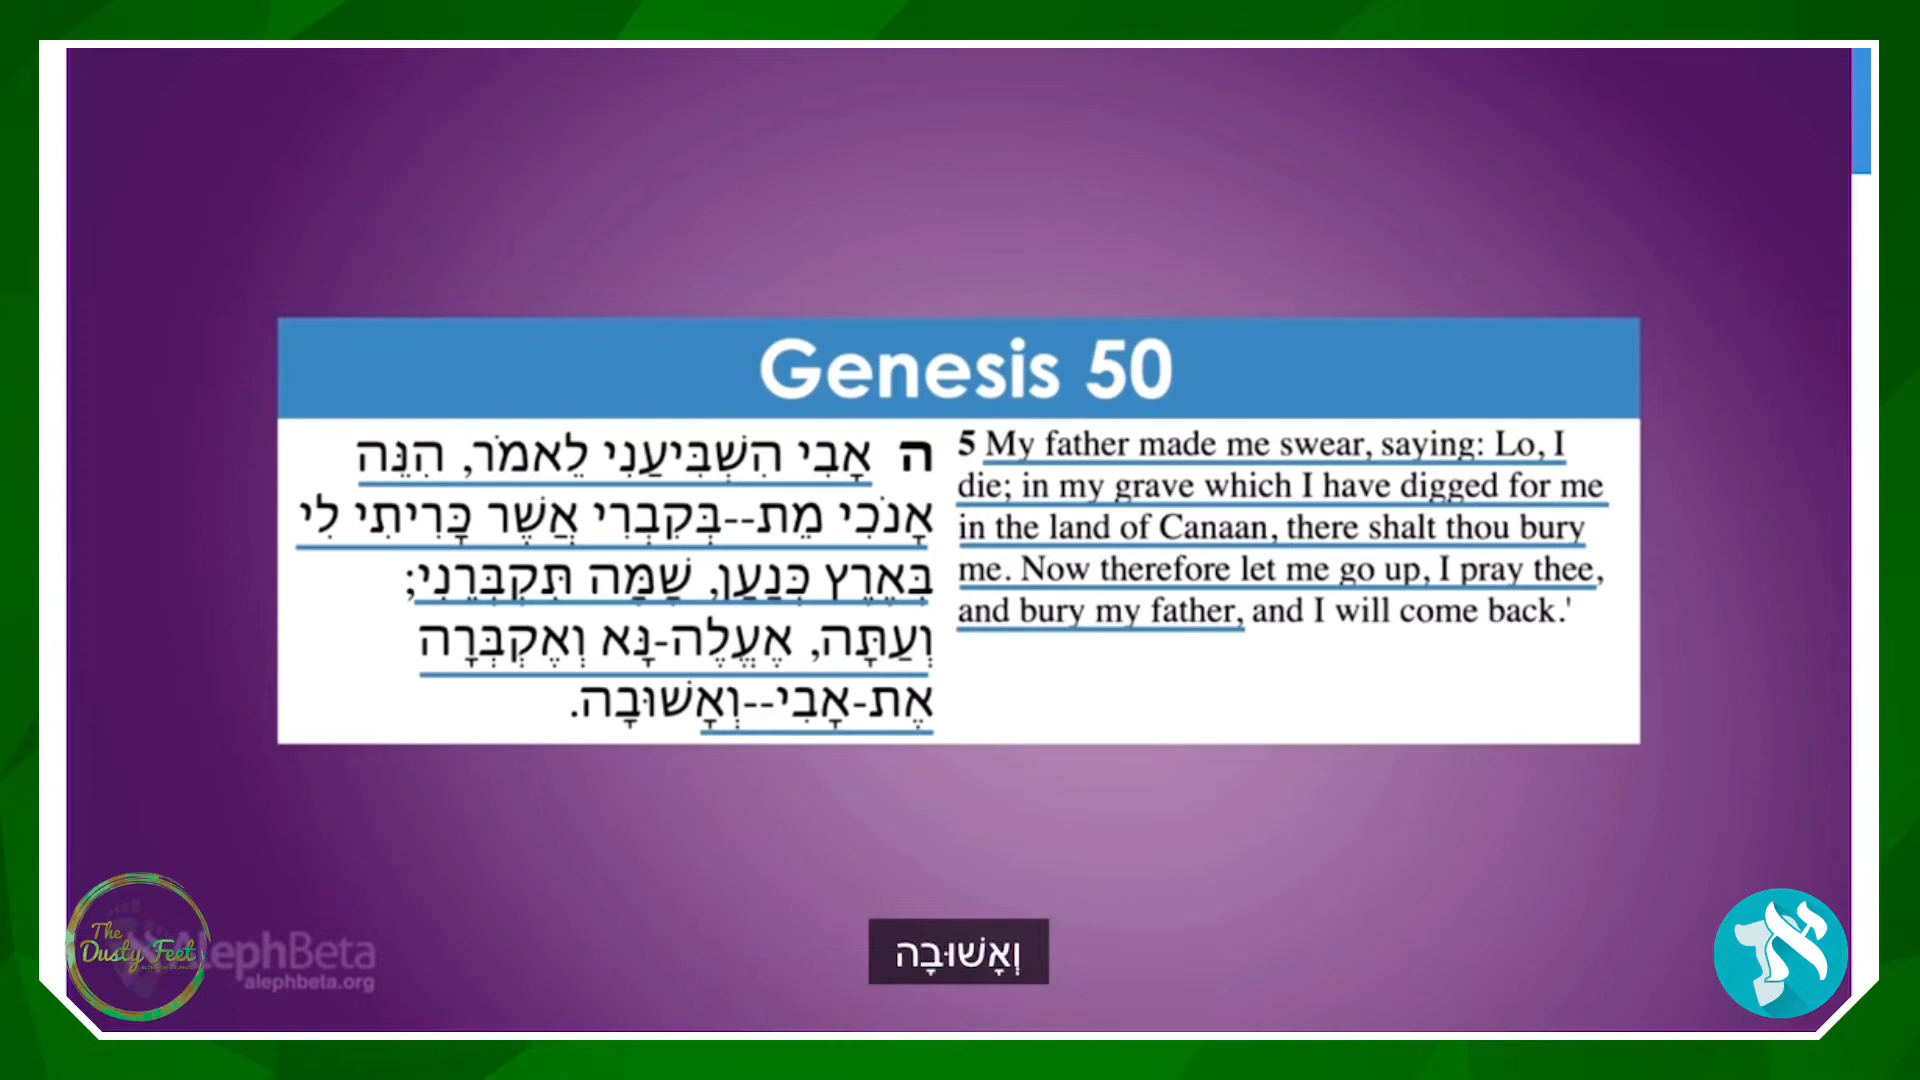 Genesis 50
ה אָבִי הִשְׁבִּיעַנִי לֵאמֹר, הִנֵּה
אָנֹכִי מֵת--בְּקִבְרִי אֲשֶׁר כָּרִיתִי לִי
בְּאֶרֶץ כְּנַעַן, שָׁמָּה תִּקְבְּרֵנִי;
וְעַתָּה, אֶעֱלֶה-נָּא וְאֶקְבְּרָה
אֶת-אָבִי--וְאָשׁוּבָה.
5 My father made me swear, saying: Lo, I
die; in my grave which I have digged for me
in the land of Canaan, there shalt thou bury
me. Now therefore let me go up, I pray thee,
and bury my father, and I will come back.'
וְאָשׁוּבָה
The
Dusty Feet
AlephBeta
alephbeta.org
א